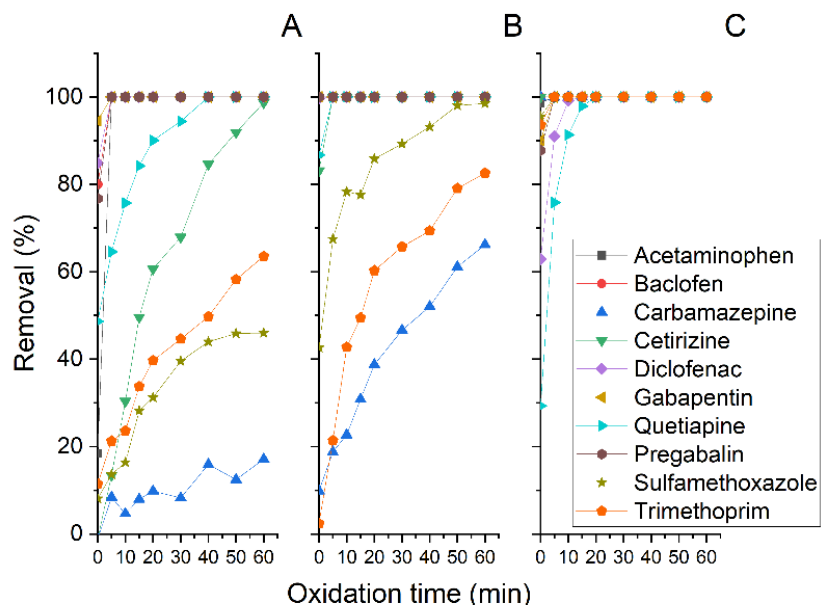 A
B
C
Removal (%)
100
80
60
40
20
0
0 10 20 30 40 50 60
0 10 20 30 40 50 60
0 10 20 30 40 50 60
Acetaminophen
Baclofen
Carbamazepine
Cetirizine
Diclofenac
Gabapentin
Quetiapine
Pregabalin
Sulfamethoxazole
Trimethoprim
Oxidation time (min)